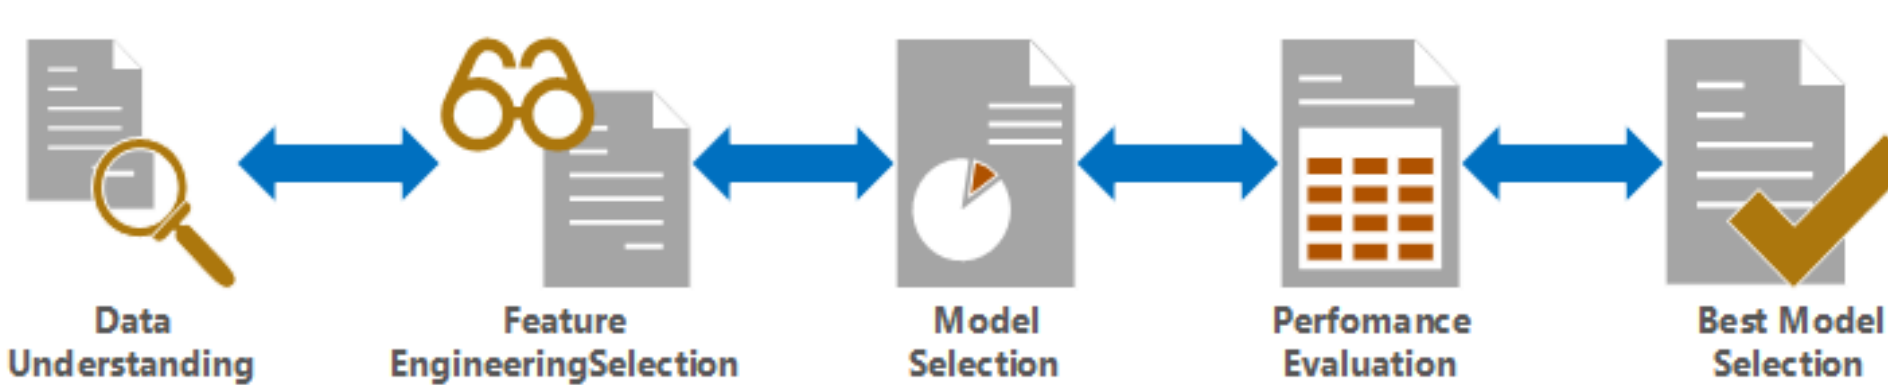 Data
Understanding
Feature
EngineeringSelection
Model
Selection
Perfomance
Evaluation
Best Model
Selection